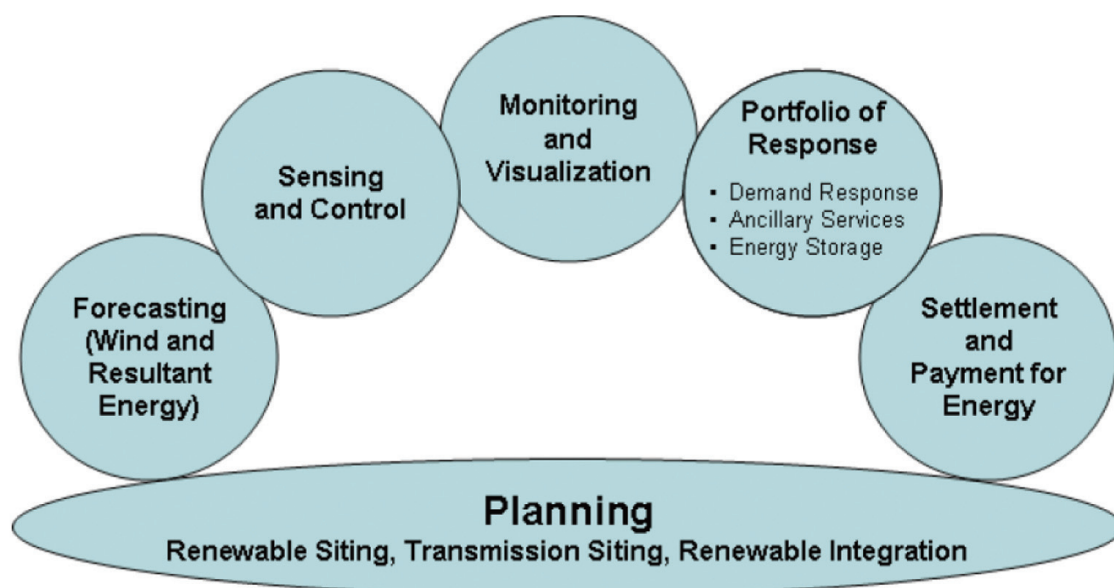 Forecasting
(Wind and
Resultant
Energy)
Sensing
and Control
Monitoring
and
Visualization
Portfolio of
Response
▪ Demand Response
▪ Ancillary Services
▪ Energy Storage
Settlement
and
Payment for
Energy
Planning
Renewable Siting, Transmission Siting, Renewable Integration